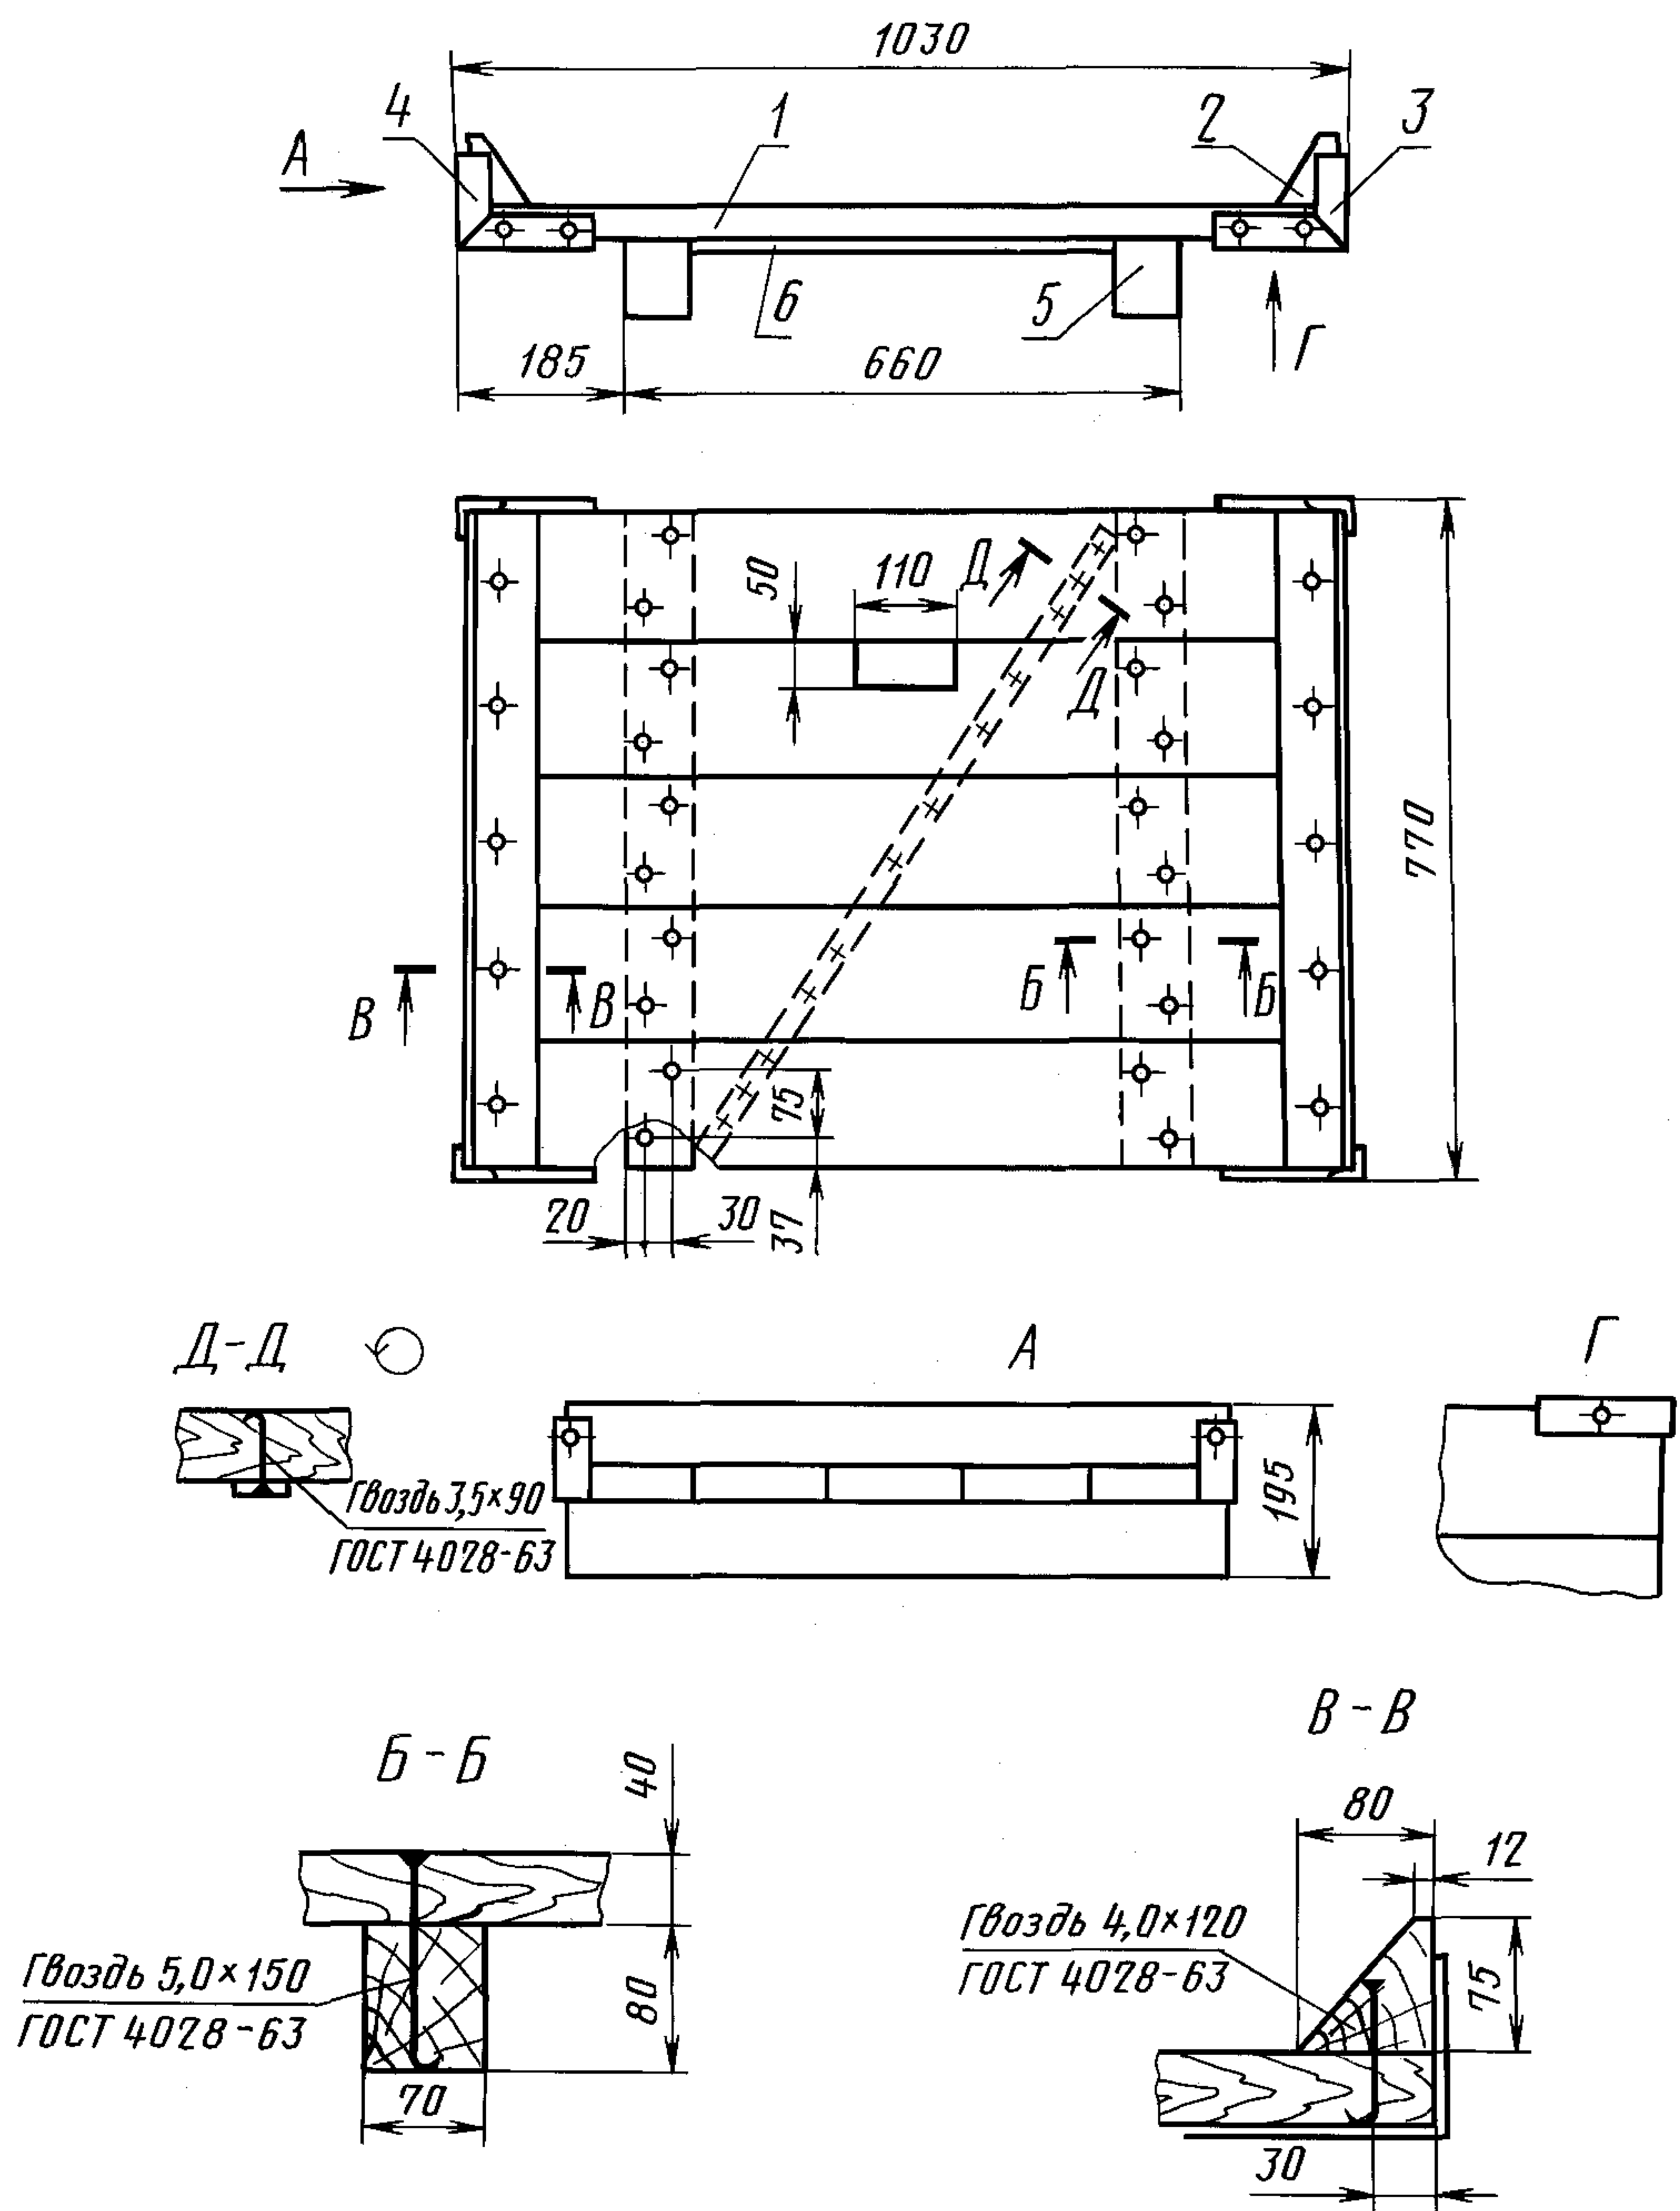 1030
4
1
2
3
А
6
5
Г
185
660
50
110
Д
Д
770
В
В
Б
Б
75
37
20
30
Д-Д
А
Г
Гвоздь 3,5×90
ГОСТ 4028-63
195
Б-Б
В-В
40
80
Гвоздь 5,0×150
ГОСТ 4028-63
70
80
12
Гвоздь 4,0×120
ГОСТ 4028-63
75
30